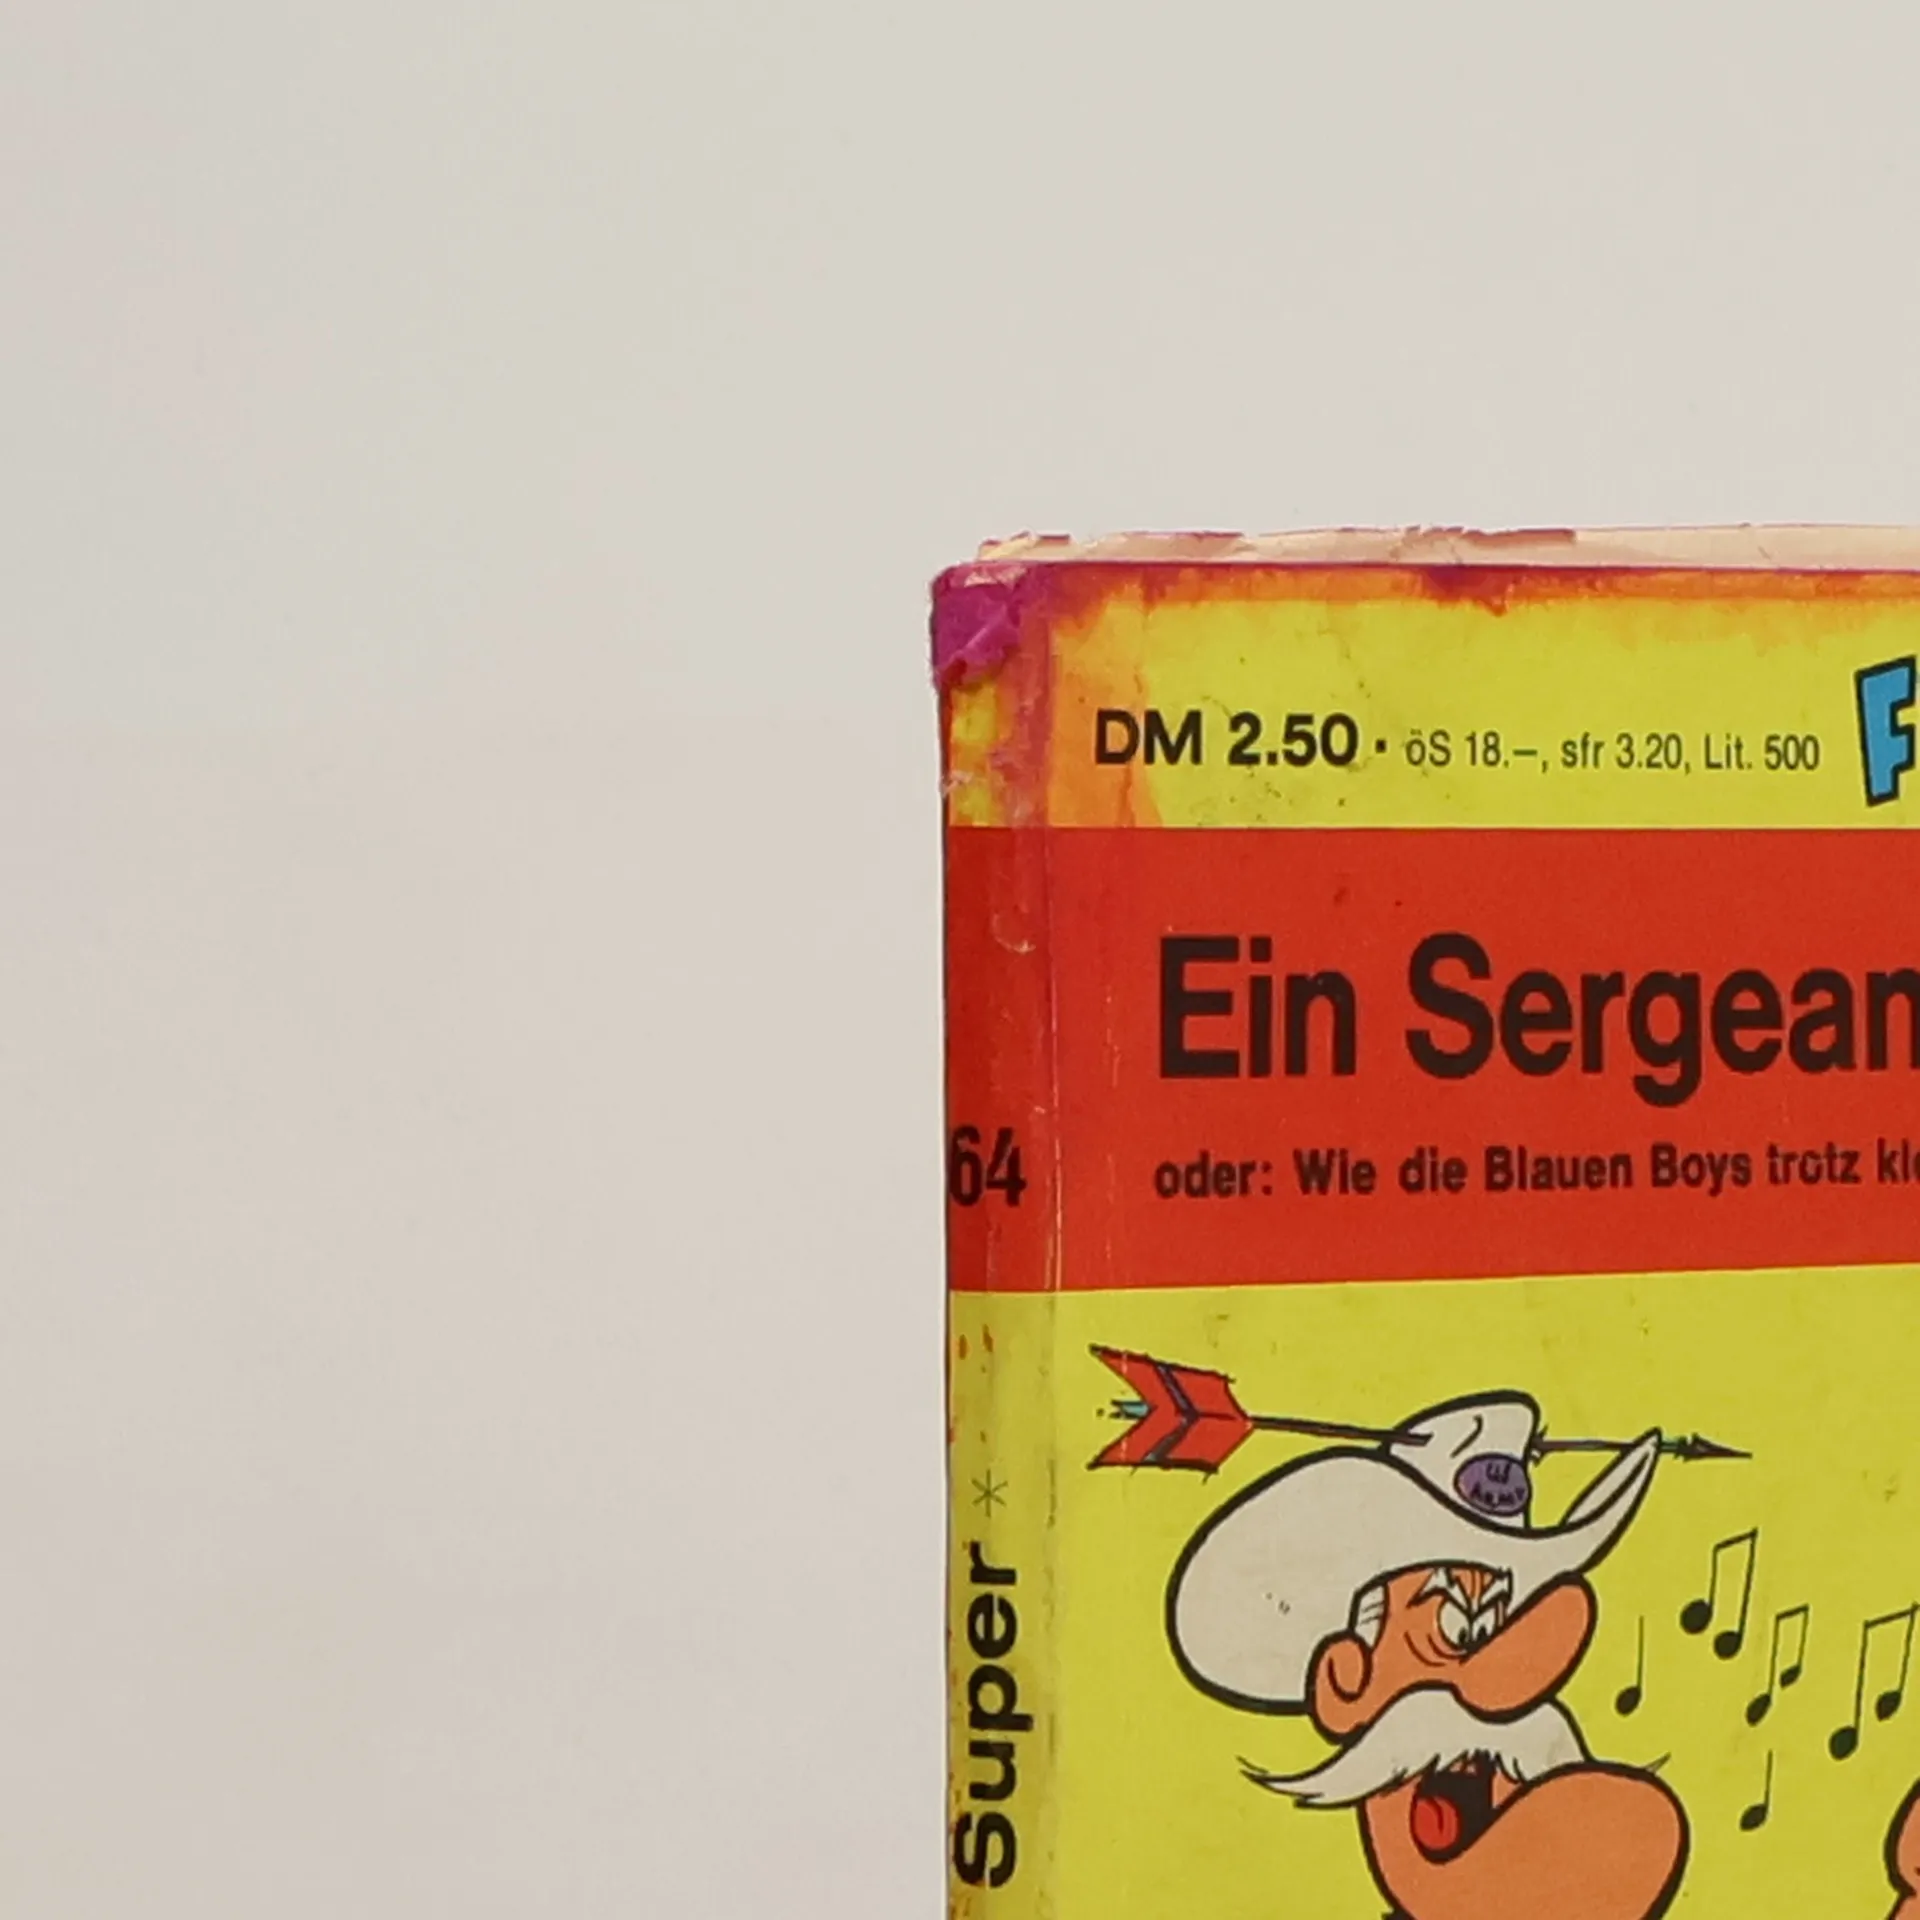 DM 2.50 · öS 18.–, sfr 3.20, Lit. 500
Ein Sergean
oder: Wie die Blauen Boys trotz
64
Super *